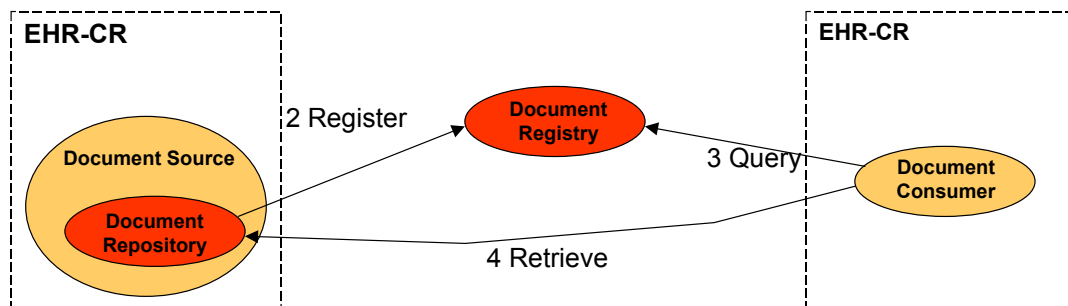 EHR-CR
EHR-CR
2 Register
Document
Registry
3 Query
Document Source
Document
Consumer
Document
Repository
4 Retrieve